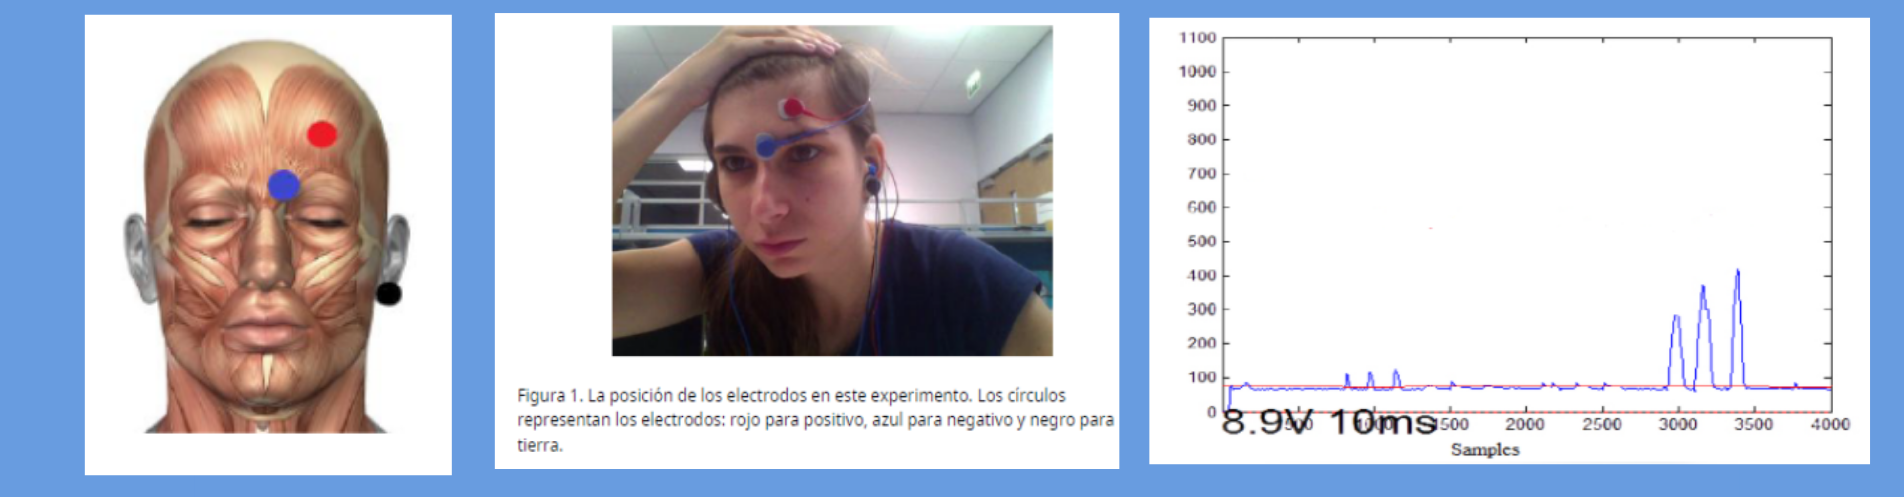 Figura 1. La posición de los electrodos en este experimento. Los círculos
representan los electrodos: rojo para positivo, azul para negativo y negro para
tierra.
1100
1000
900
800
700
600
500
400
300
200
100
0
8.9V 10ms
500 1000 1500 2000 2500 3000 3500 4000
Samples